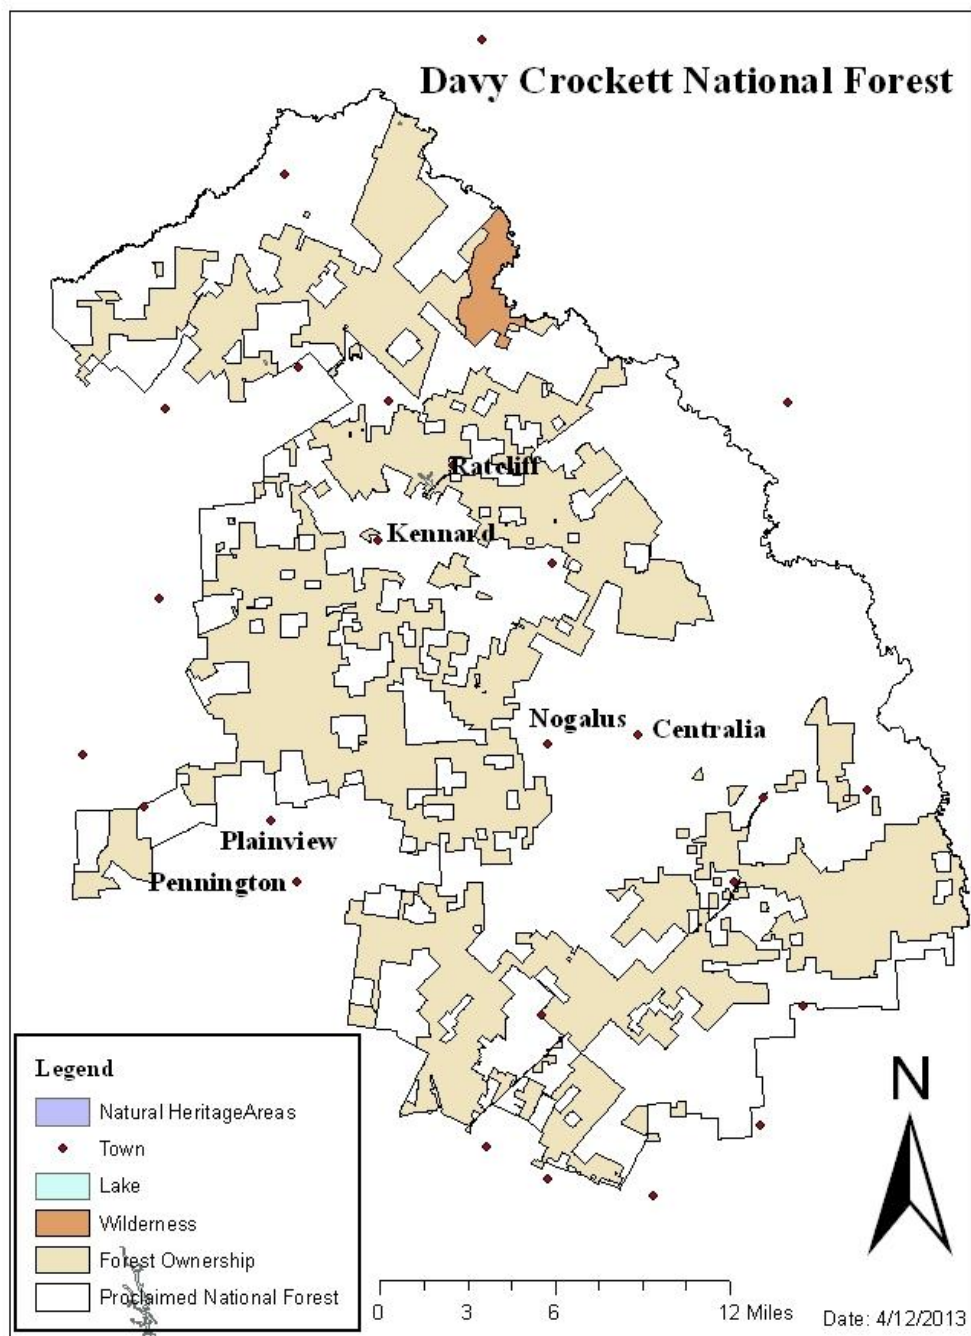 Davy Crockett National Forest
Ratcliff
Kennard
Nogalus
Centralia
Plainview
Pennington
Legend
Natural HeritageAreas
Town
Lake
Wilderness
Forest Ownership
Proclaimed National Forest
N
0 3 6 12 Miles
Date: 4/12/2013